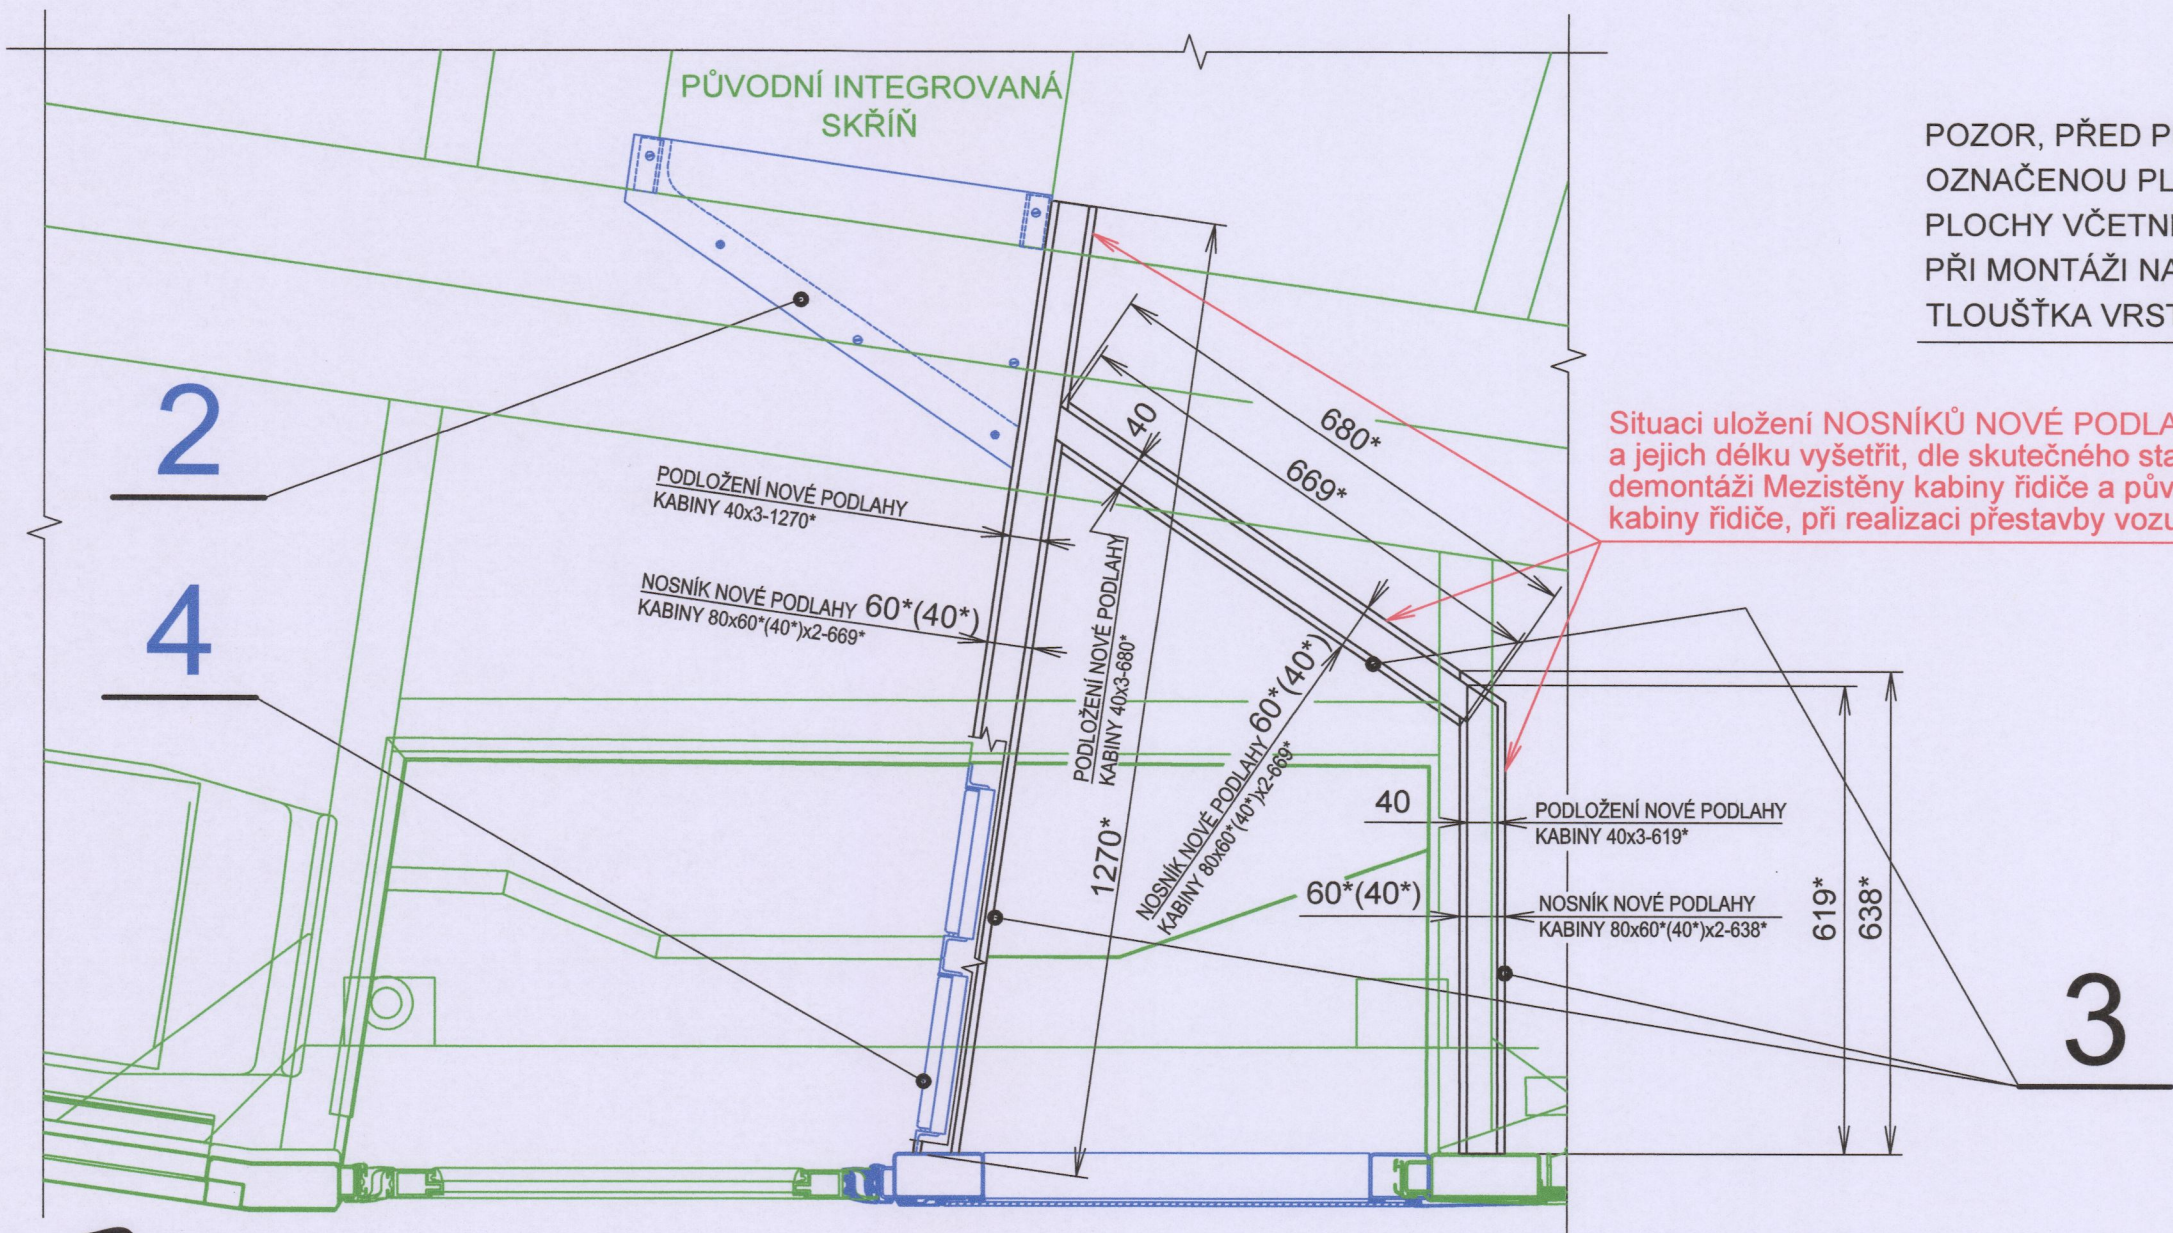 PŮVODNÍ INTEGROVANÁ
SKŘÍŇ
POZOR, PŘED P
OZNAČENOU PL
PLOCHY VČETN
PŘI MONTÁŽI NA
TLOUŠŤKA VRST
2
4
PODLOŽENÍ NOVÉ PODLAHY
KABINY 40x3-1270*
NOSNÍK NOVÉ PODLAHY 60*(40*)
KABINY 80x60*(40*)x2-669*
40
680*
669*
Situaci uložení NOSNÍKŮ NOVÉ PODLA
a jejich délku vyšetřit, dle skutečného sta
demontáži Mezistěny kabiny řidiče a pův
kabiny řidiče, při realizaci přestavby vozu
PODLOŽENÍ NOVÉ PODLAHY
KABINY 40x3-680*
1270*
NOSNÍK NOVÉ PODLAHY 60*(40*)
KABINY 80x60*(40*)x2-669*
40
PODLOŽENÍ NOVÉ PODLAHY
KABINY 40x3-619*
60*(40*)
NOSNÍK NOVÉ PODLAHY
KABINY 80x60*(40*)x2-638*
619*
638*
3